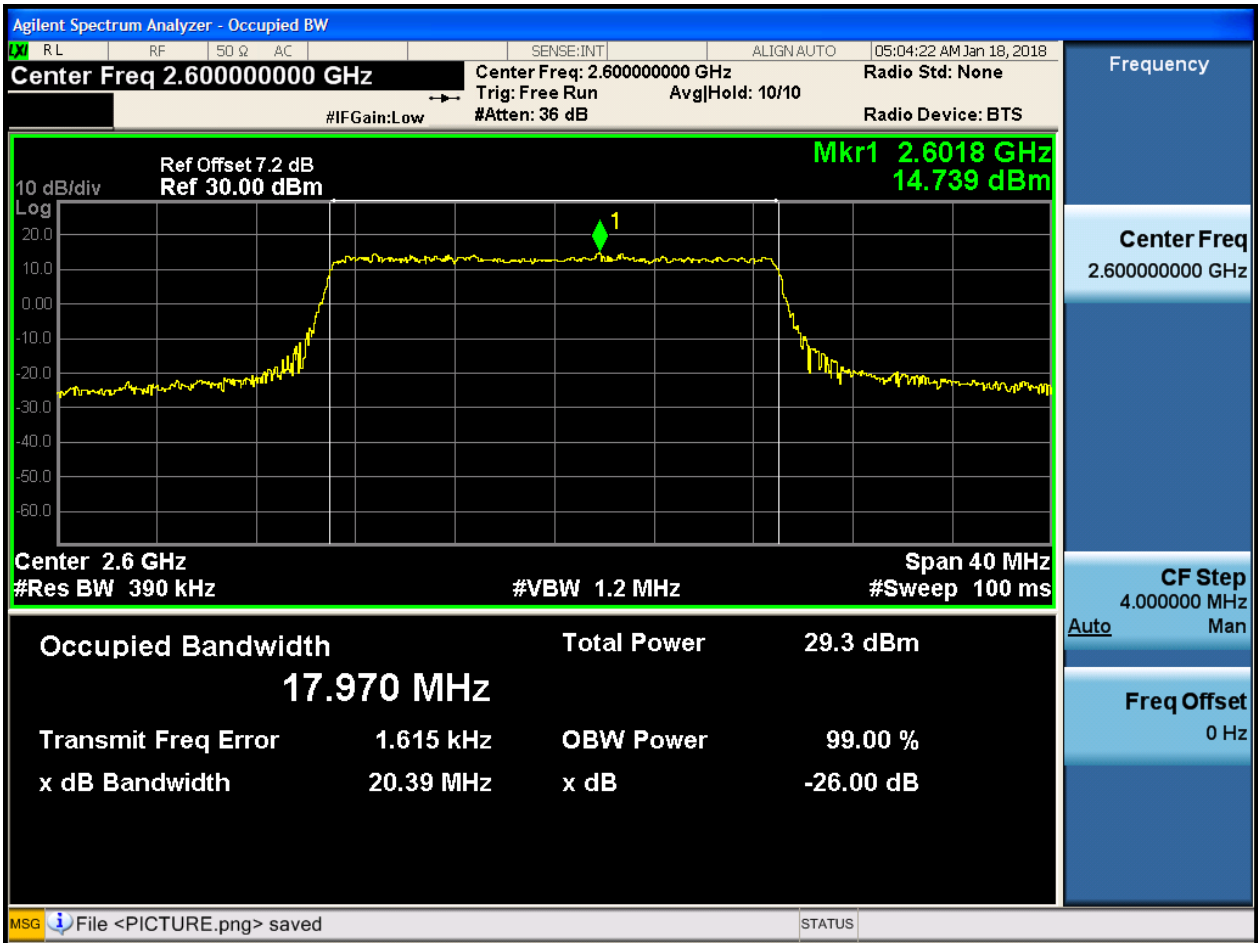 Agilent Spectrum Analyzer - Occupied BW
LXI RL RF 50 Ω AC SENSE:INT ALIGN AUTO 05:04:22 AM Jan 18, 2018
Center Freq 2.600000000 GHz
Center Freq: 2.600000000 GHz
Radio Std: None
Trig: Free Run Avg|Hold: 10/10
#IFGain:Low
#Atten: 36 dB
Radio Device: BTS
Mkr1 2.6018 GHz
14.739 dBm
Ref Offset 7.2 dB
10 dB/div Ref 30.00 dBm
Log
1
20.0
10.0
0.00
-10.0
-20.0
-30.0
-40.0
-50.0
-60.0
Center 2.6 GHz Span 40 MHz
#Res BW 390 kHz #VBW 1.2 MHz #Sweep 100 ms
Occupied Bandwidth Total Power 29.3 dBm
17.970 MHz
Transmit Freq Error 1.615 kHz OBW Power 99.00 %
x dB Bandwidth 20.39 MHz x dB -26.00 dB
Frequency
Center Freq
2.600000000 GHz
CF Step
4.000000 MHz
Auto Man
Freq Offset
0 Hz
MSG File <PICTURE.png> saved STATUS